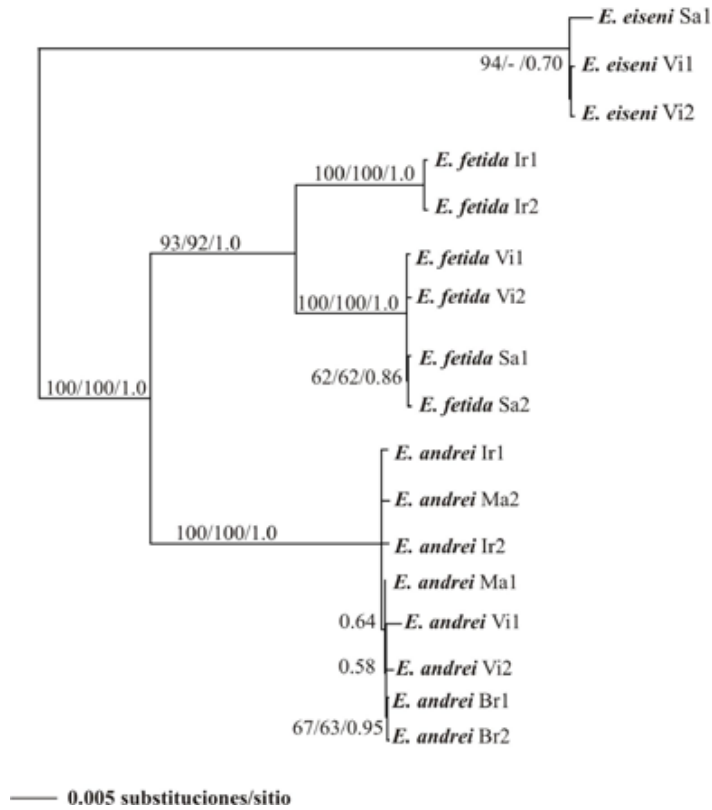 E. eiseni Sa1
94/- /0.70
E. eiseni Vi1
E. eiseni Vi2
E. fetida Ir1
100/100/1.0
E. fetida Ir2
93/92/1.0
E. fetida Vi1
E. fetida Vi2
100/100/1.0
E. fetida Sa1
62/62/0.86
100/100/1.0
E. fetida Sa2
E. andrei Ir1
E. andrei Ma2
100/100/1.0
E. andrei Ir2
E. andrei Ma1
0.64
E. andrei Vi1
0.58
E. andrei Vi2
E. andrei Br1
67/63/0.95
E. andrei Br2
0.005 substituciones/sitio